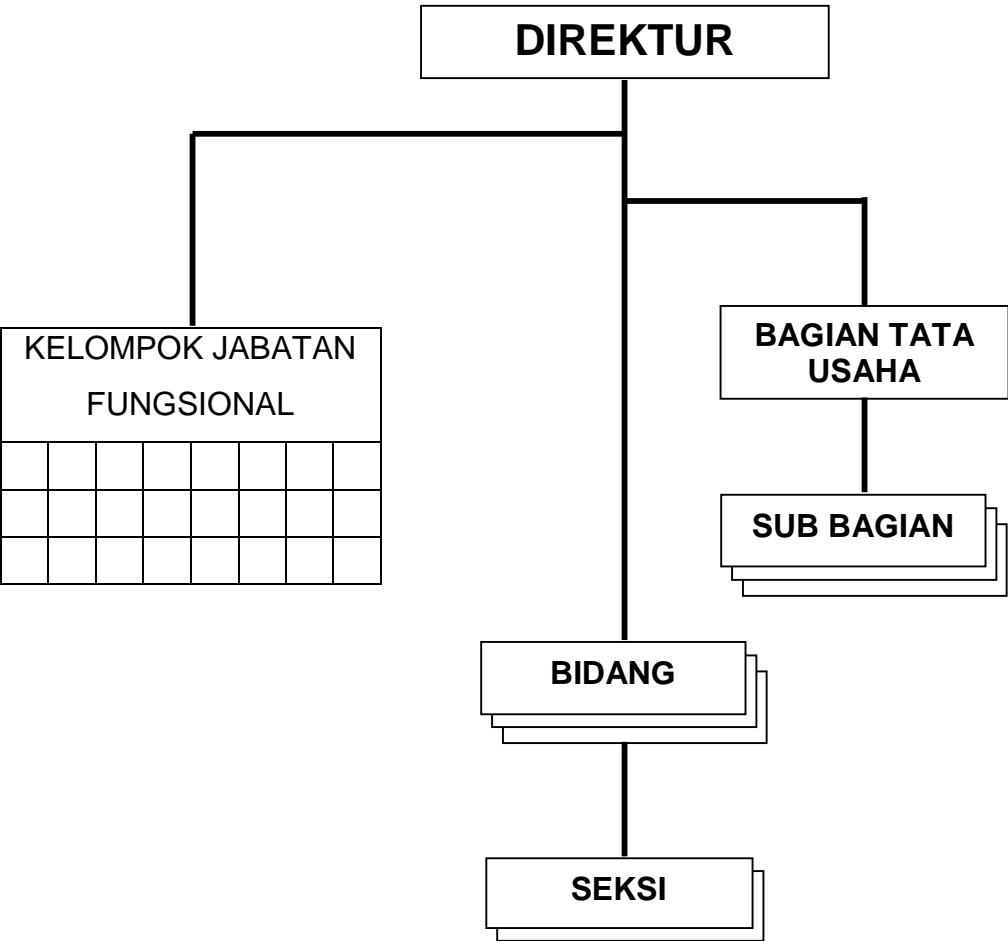 DIREKTUR
KELOMPOK JABATAN
FUNGSIONAL
BAGIAN TATA
USAHA
SUB BAGIAN
BIDANG
SEKSI